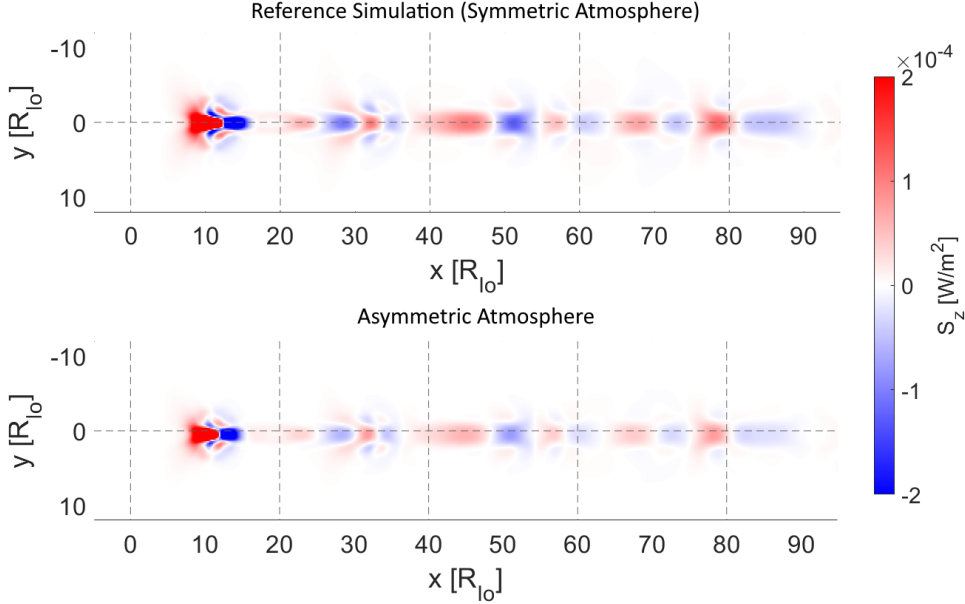 Reference Simulation (Symmetric Atmosphere)
-10
0
10
y [R_Io]
0 10 20 30 40 50 60 70 80 90
x [R_Io]
Asymmetric Atmosphere
-10
0
10
y [R_Io]
0 10 20 30 40 50 60 70 80 90
x [R_Io]
×10⁻⁴
2
1
0
-1
-2
S_z [W/m²]